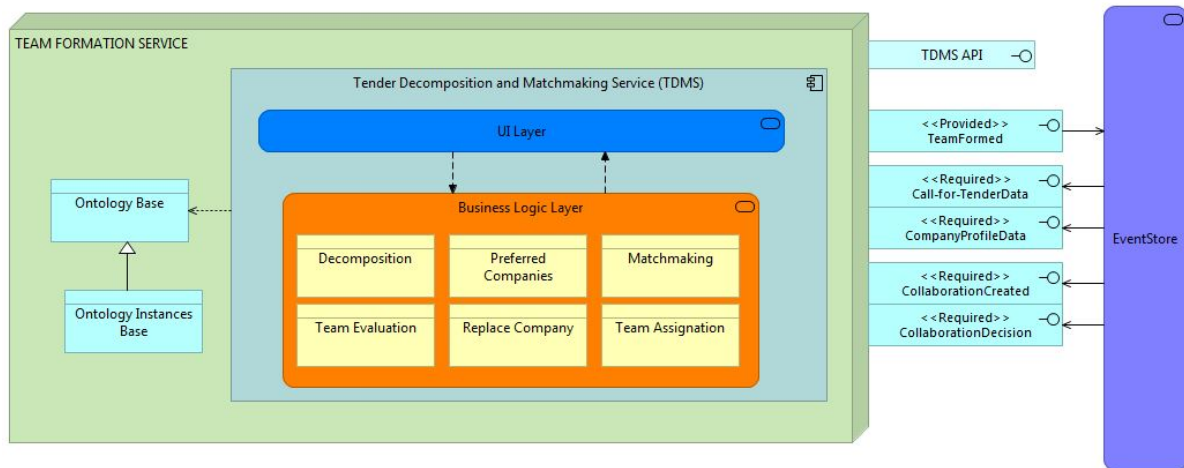 TEAM FORMATION SERVICE
Tender Decomposition and Matchmaking Service (TDMS)
UI Layer
Ontology Base
Ontology Instances
Base
Business Logic Layer
Decomposition
Preferred
Companies
Matchmaking
Team Evaluation
Replace Company
Team Assignation
TDMS API
<<Provided>>
TeamFormed
<<Required>>
Call-for-TenderData
<<Required>>
CompanyProfileData
<<Required>>
CollaborationCreated
<<Required>>
CollaborationDecision
EventStore